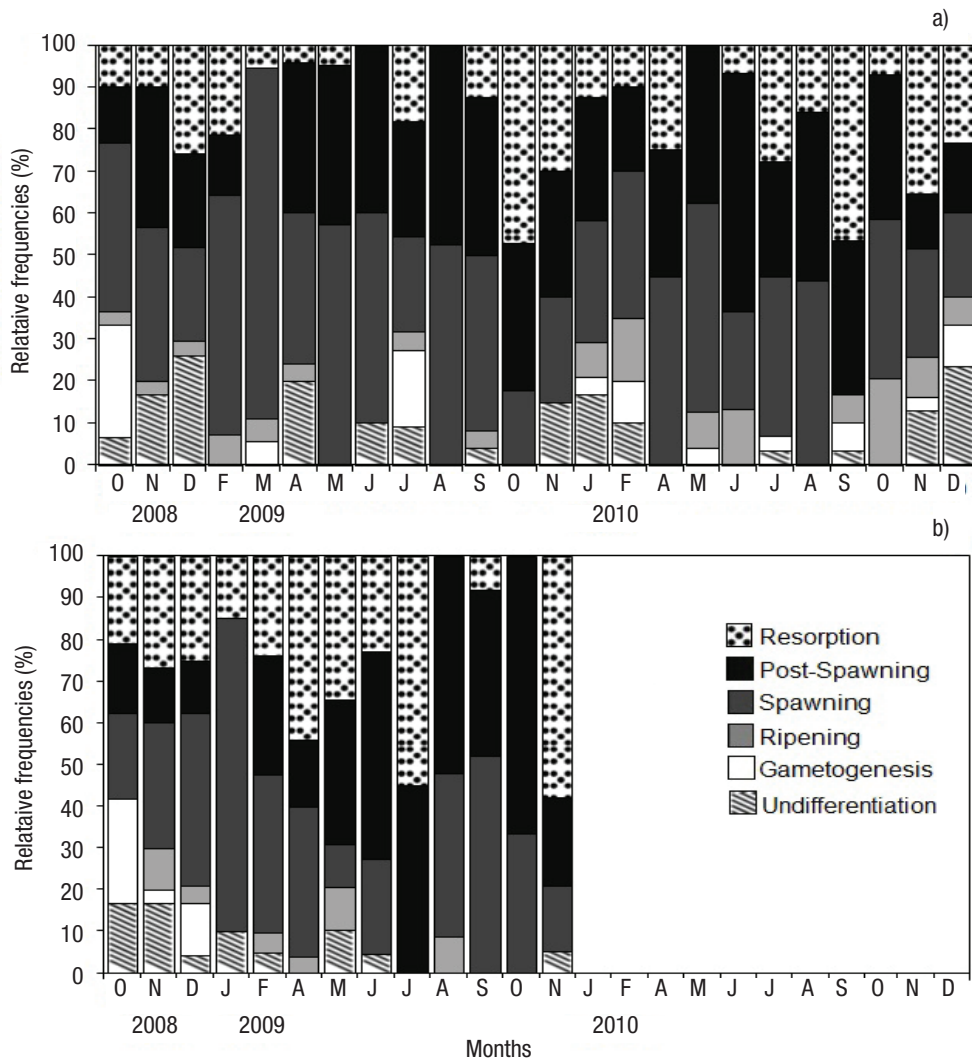 a)
Relataive frequencies (%)
100
90
80
70
60
50
40
30
20
10
0
O N D F M A M J J A S O N J F A M J J A S O N D
2008 2009 2010
b)
Relataive frequencies (%)
100
90
80
70
60
50
40
30
20
10
0
Resorption
Post-Spawning
Spawning
Ripening
Gametogenesis
Undifferentiation
O N D J F A M J J A S O N J F A M J J A S O N D
2008 2009 2010
Months